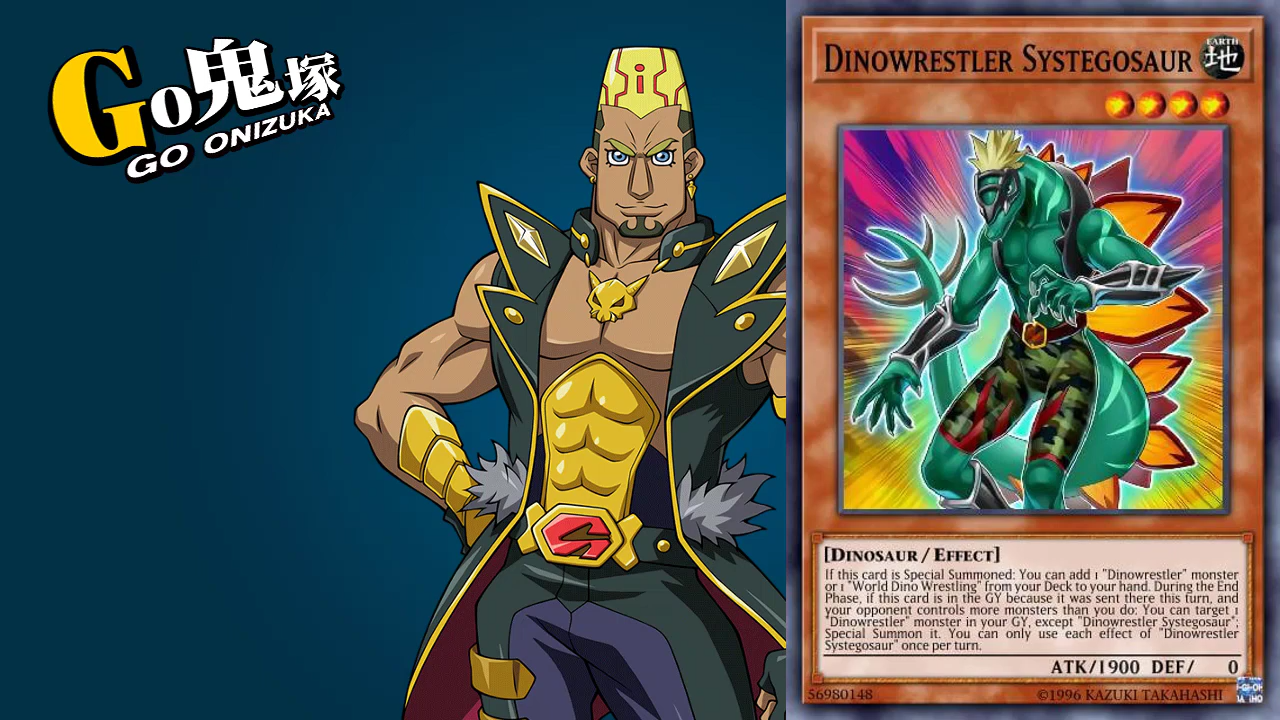 Go鬼塚
GO ONIZUKA
DINOWRESTLER SYSTEGOSAUR
EARTH
地
[DINOSAUR / EFFECT]
If this card is Special Summoned: You can add 1 "Dinowrestler" monster
or 1 "World Dino Wrestling" from your Deck to your hand. During the End
Phase, if this card is in the GY because it was sent there this turn, and
your opponent controls more monsters than you do: You can target 1
"Dinowrestler" monster in your GY, except "Dinowrestler Systegosaur";
Special Summon it. You can only use each effect of "Dinowrestler
Systegosaur" once per turn.
ATK/1900 DEF/ 0
56980148
©1996 KAZUKI TAKAHASHI